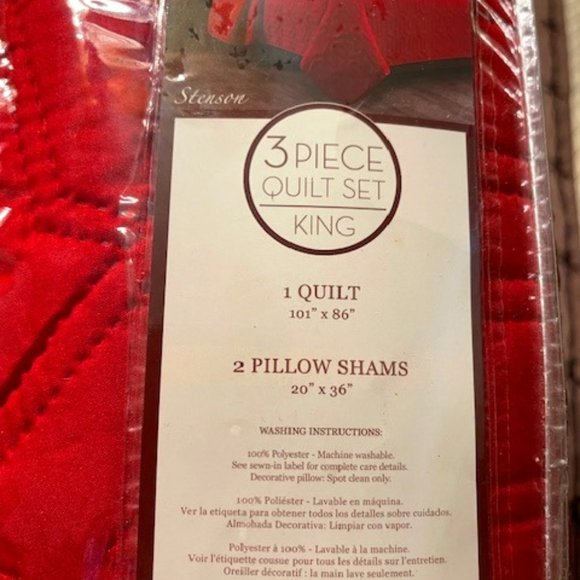 Stenson
3 PIECE
QUILT SET
KING
1 QUILT
101" x 86"
2 PILLOW SHAMS
20" x 36"
WASHING INSTRUCTIONS:
100% Polyester - Machine washable.
See sewn-in label for complete care details.
Decorative pillow: Spot clean only.
100% Poliéster - Lavable en máquina.
Ver la etiqueta para obtener todos los detalles sobre cuidados.
Almohada Decorativa: Limpiar con vapor.
Polyester à 100% - Lavable à la machine.
Voir l'étiquette cousue pour tous les détails sur l'entretien.
Oreiller décoratif : la main lave seulement.